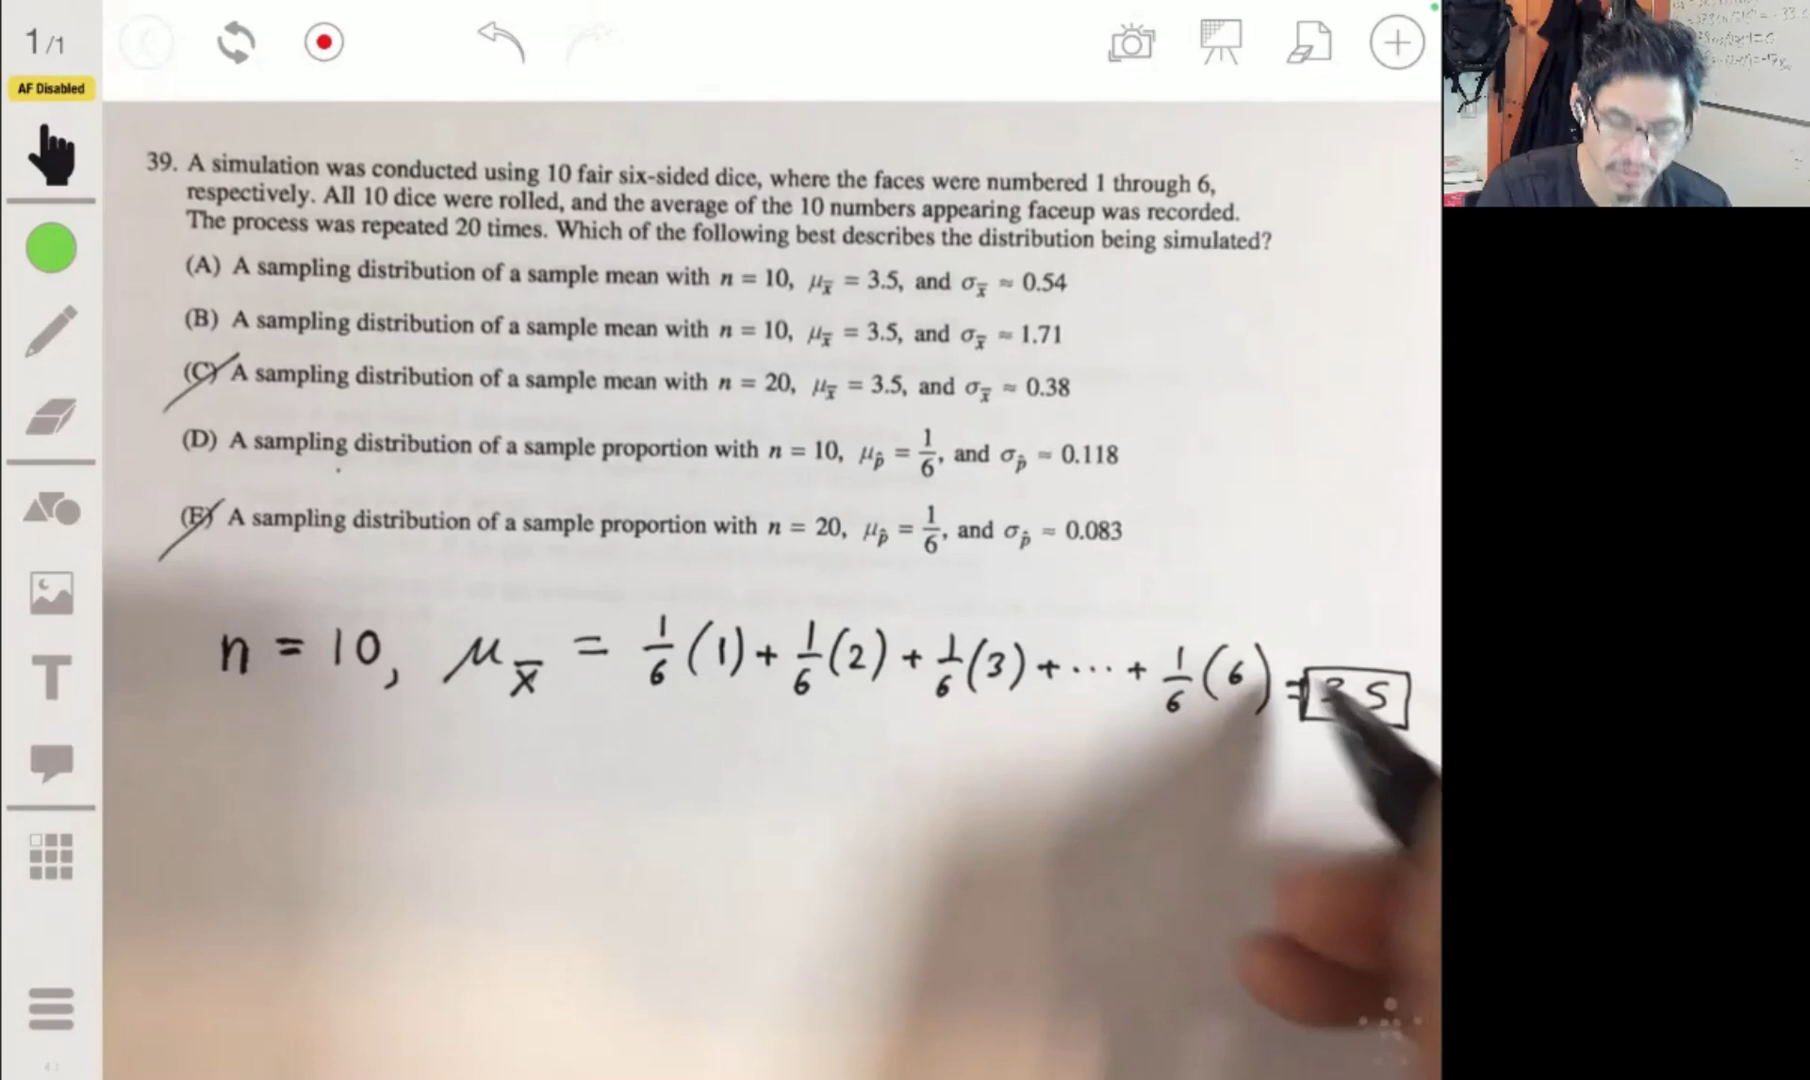 1/1
AF Disabled
39. A simulation was conducted using 10 fair six-sided dice, where the faces were numbered 1 through 6,
respectively. All 10 dice were rolled, and the average of the 10 numbers appearing faceup was recorded.
The process was repeated 20 times. Which of the following best describes the distribution being simulated?
(A) A sampling distribution of a sample mean with n = 10, μx̄ = 3.5, and σx̄ ≈ 0.54
(B) A sampling distribution of a sample mean with n = 10, μx̄ = 3.5, and σx̄ ≈ 1.71
(C) A sampling distribution of a sample mean with n = 20, μx̄ = 3.5, and σx̄ ≈ 0.38
(D) A sampling distribution of a sample proportion with n = 10, μp̂ = 1/6, and σp̂ ≈ 0.118
(E) A sampling distribution of a sample proportion with n = 20, μp̂ = 1/6, and σp̂ ≈ 0.083
n = 10, μx̄ = 1/6 (1) + 1/6 (2) + 1/6 (3) + ... + 1/6 (6) = 3.5